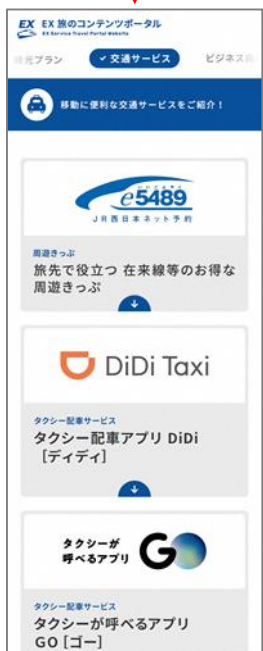 EX EX 旅のコンテンツポータル
EX Service Travel Portal Website
元プラン
交通サービス
ビジネス
移動に便利な交通サービスをご紹介!
e5489
JR西日本ネット予約
周遊きっぷ
旅先で役立つ 在来線等のお得な
周遊きっぷ
DiDi Taxi
タクシー配車サービス
タクシー配車アプリ DiDi
[ディディ]
タクシーが
呼べるアプリ
GO
タクシー配車サービス
タクシーが呼べるアプリ
GO [ゴー]